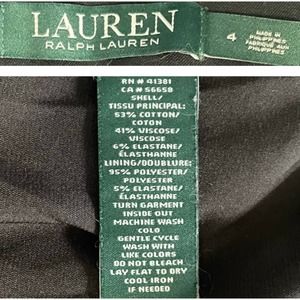 LAUREN
RALPH LAUREN
4
MADE IN
PHILIPPINES
FABRIQUÉ AUX
PHILIPPINES
RN # 41381
CA # 56658
SHELL/
TISSU PRINCIPAL:
53% COTTON/
COTON
41% VISCOSE/
VISCOSE
6% ELASTANE/
ÉLASTHANNE
LINING/DOUBLURE:
95% POLYESTER/
POLYESTER
5% ELASTANE/
ÉLASTHANNE
TURN GARMENT
INSIDE OUT
MACHINE WASH
COLD
GENTLE CYCLE
WASH WITH
LIKE COLORS
DO NOT BLEACH
LAY FLAT TO DRY
COOL IRON
IF NEEDED